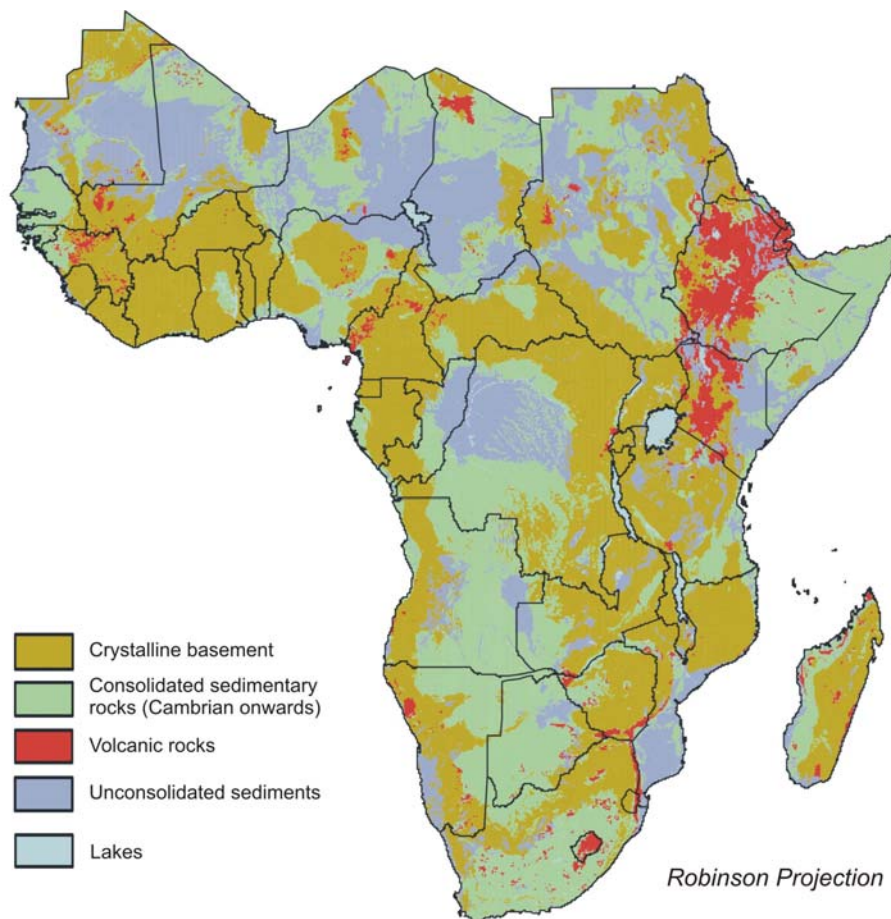 Crystalline basement
Consolidated sedimentary
rocks (Cambrian onwards)
Volcanic rocks
Unconsolidated sediments
Lakes
Robinson Projection